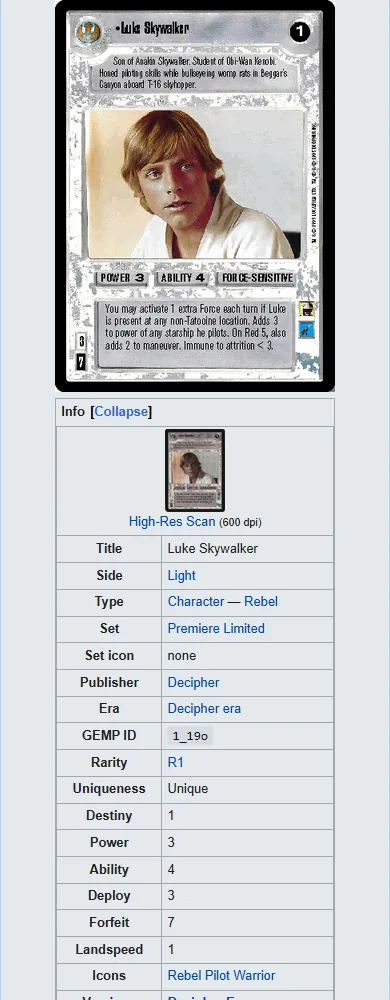 •Luke Skywalker
1
Son of Anakin Skywalker. Student of Obi-Wan Kenobi.
Honed piloting skills while bullseyeing womp rats in Beggar's
Canyon aboard T-16 skyhopper.
POWER 3 ABILITY 4 FORCE-SENSITIVE
You may activate 1 extra Force each turn if Luke
is present at any non-Tatooine location. Adds 3
to power of any starship he pilots. On Red 5, also
adds 2 to maneuver. Immune to attrition < 3.
3
7
Info [Collapse]
High-Res Scan (600 dpi)
Title Luke Skywalker
Side Light
Type Character — Rebel
Set Premiere Limited
Set icon none
Publisher Decipher
Era Decipher era
GEMP ID 1_19o
Rarity R1
Uniqueness Unique
Destiny 1
Power 3
Ability 4
Deploy 3
Forfeit 7
Landspeed 1
Icons Rebel Pilot Warrior